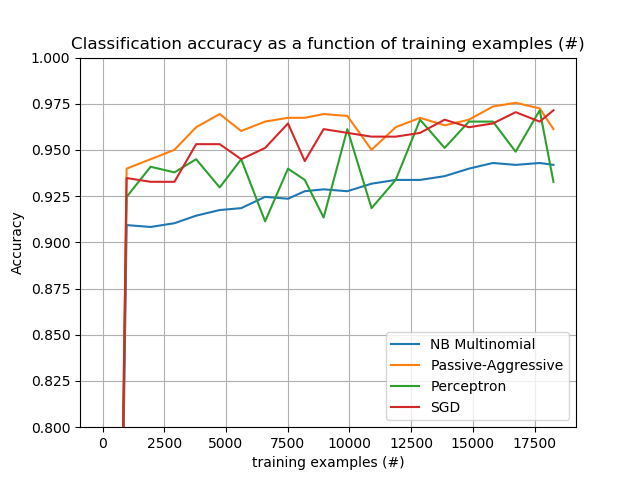 Classification accuracy as a function of training examples (#)
1.000
0.975
0.950
0.925
0.900
0.875
0.850
0.825
0.800
Accuracy
NB Multinomial
Passive-Aggressive
Perceptron
SGD
0 2500 5000 7500 10000 12500 15000 17500
training examples (#)